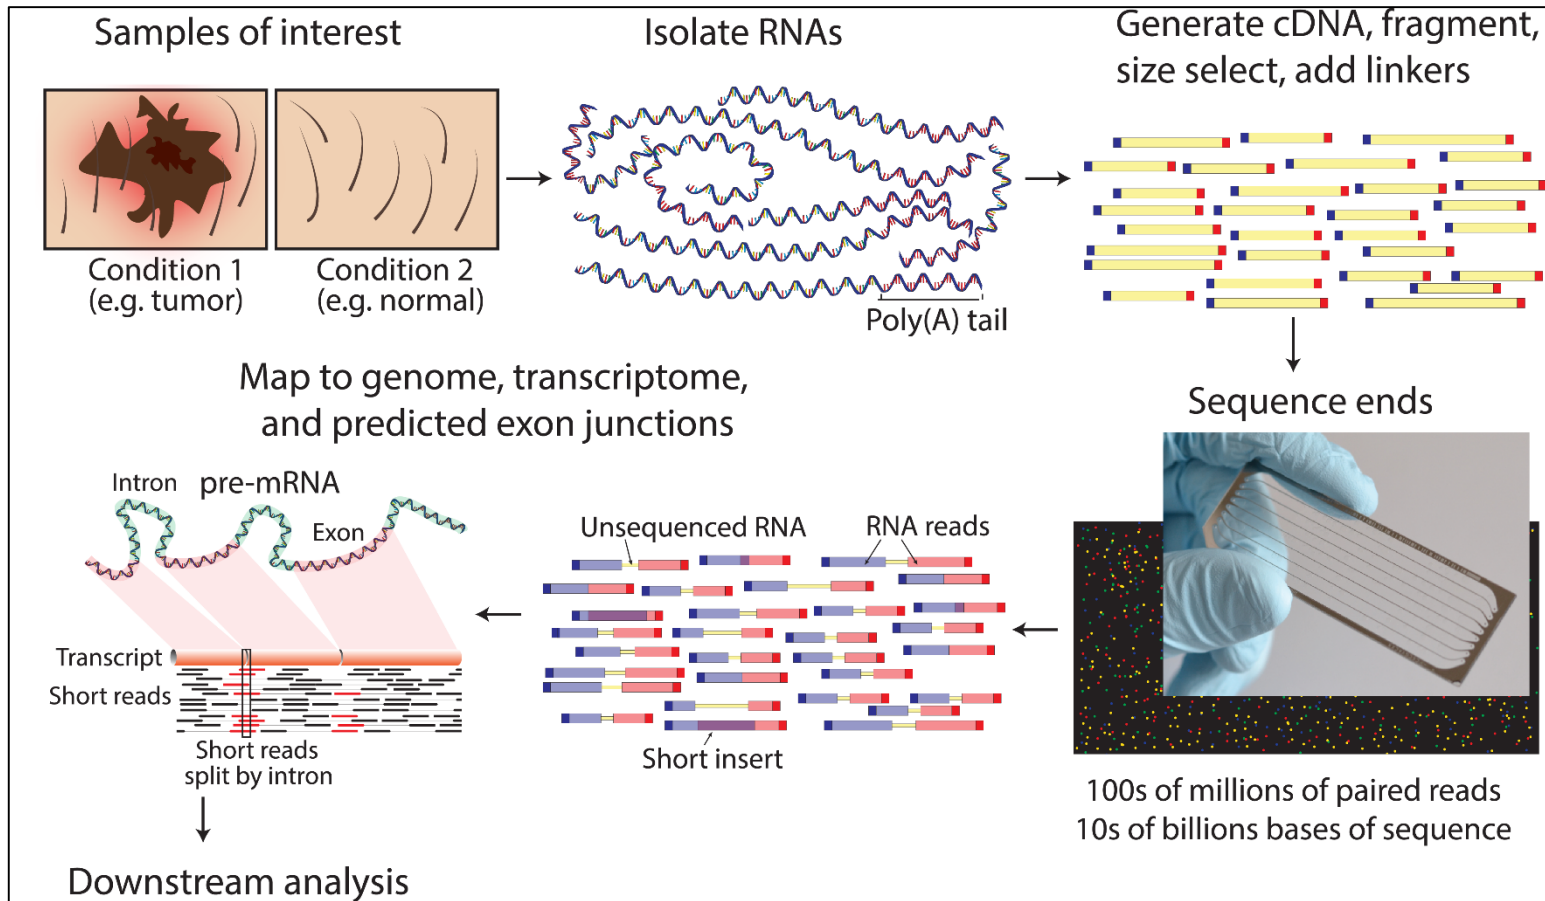 Samples of interest
Condition 1
(e.g. tumor)
Condition 2
(e.g. normal)
Isolate RNAs
Poly(A) tail
Generate cDNA, fragment,
size select, add linkers
Sequence ends
100s of millions of paired reads
10s of billions bases of sequence
Unsequenced RNA
RNA reads
Short insert
Map to genome, transcriptome,
and predicted exon junctions
Intron
pre-mRNA
Exon
Transcript
Short reads
Short reads
split by intron
Downstream analysis